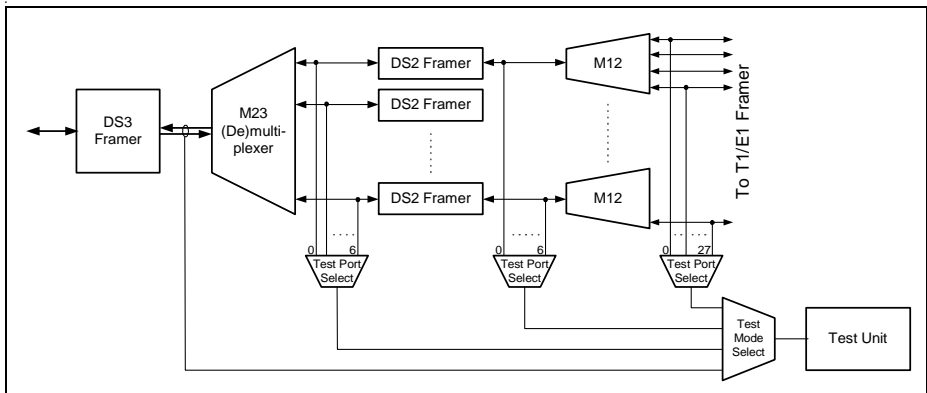 DS3
Framer
M23
(De)multi-
plexer
DS2 Framer
DS2 Framer
DS2 Framer
M12
M12
To T1/E1 Framer
0
6
Test Port
Select
0
6
Test Port
Select
0
27
Test Port
Select
Test
Mode
Select
Test Unit